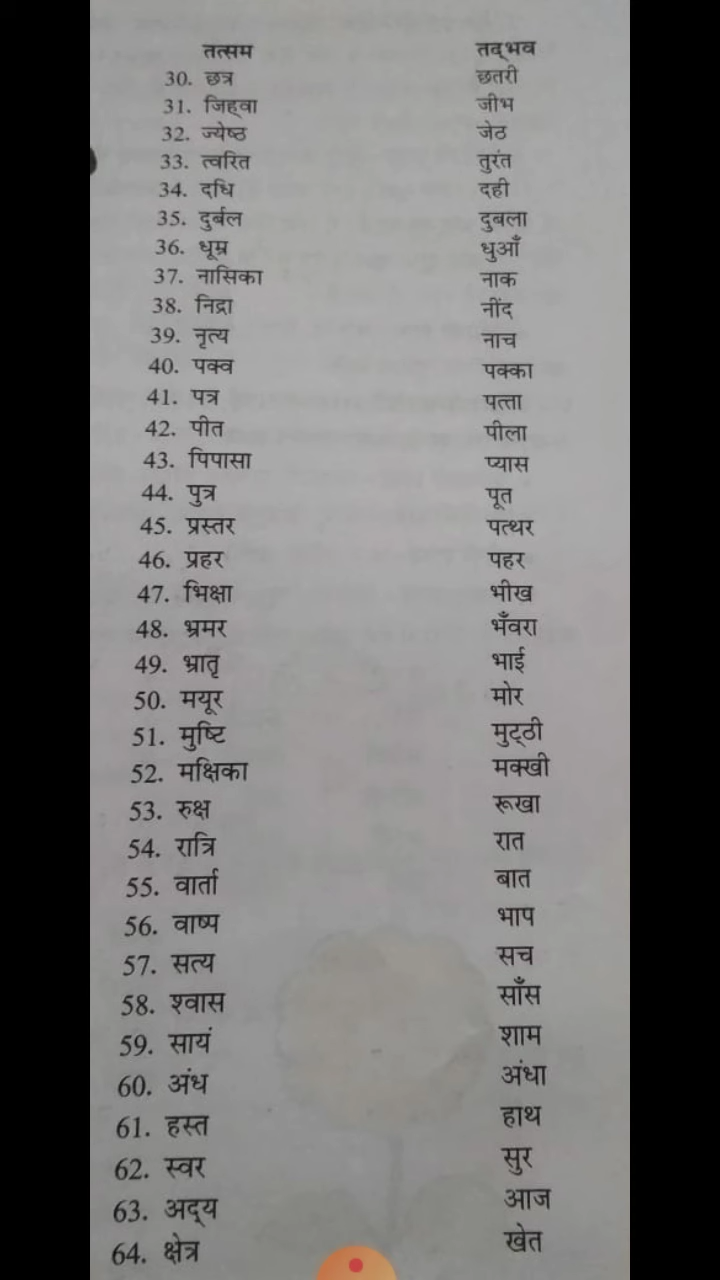 तत्सम तद्भव
30. छत्र छतरी
31. जिह्वा जीभ
32. ज्येष्ठ जेठ
33. त्वरित तुरंत
34. दधि दही
35. दुर्बल दुबला
36. धूम्र धुआँ
37. नासिका नाक
38. निद्रा नींद
39. नृत्य नाच
40. पक्व पक्का
41. पत्र पत्ता
42. पीत पीला
43. पिपासा प्यास
44. पुत्र पूत
45. प्रस्तर पत्थर
46. प्रहर पहर
47. भिक्षा भीख
48. भ्रमर भँवरा
49. भ्रातृ भाई
50. मयूर मोर
51. मुष्टि मुट्ठी
52. मक्षिका मक्खी
53. रुक्ष रूखा
54. रात्रि रात
55. वार्ता बात
56. वाष्प भाप
57. सत्य सच
58. श्वास साँस
59. सायं शाम
60. अंध अंधा
61. हस्त हाथ
62. स्वर सुर
63. अद्य आज
64. क्षेत्र खेत